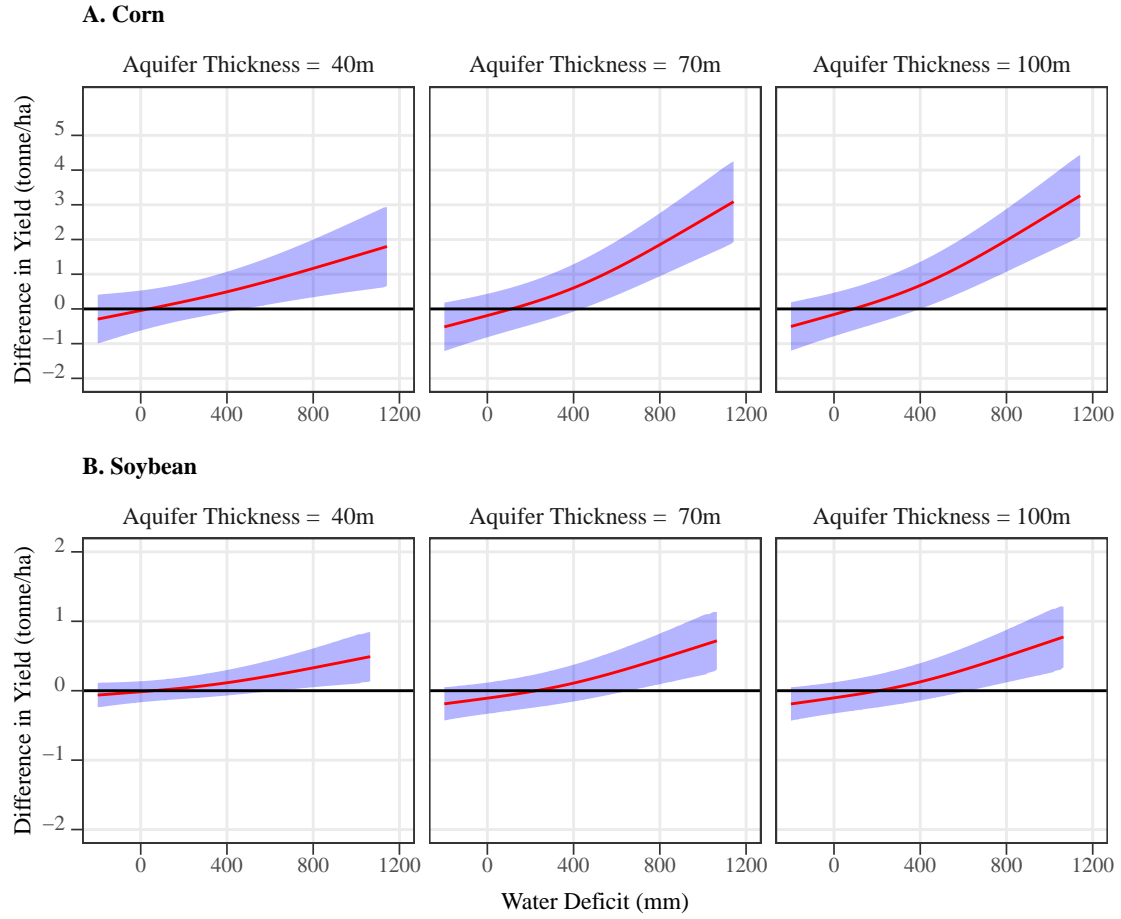 A. Corn
Aquifer Thickness = 40m
Aquifer Thickness = 70m
Aquifer Thickness = 100m
Difference in Yield (tonne/ha)
5
4
3
2
1
0
−1
−2
0 400 800 1200
0 400 800 1200
0 400 800 1200
B. Soybean
Aquifer Thickness = 40m
Aquifer Thickness = 70m
Aquifer Thickness = 100m
Difference in Yield (tonne/ha)
2
1
0
−1
−2
0 400 800 1200
0 400 800 1200
0 400 800 1200
Water Deficit (mm)